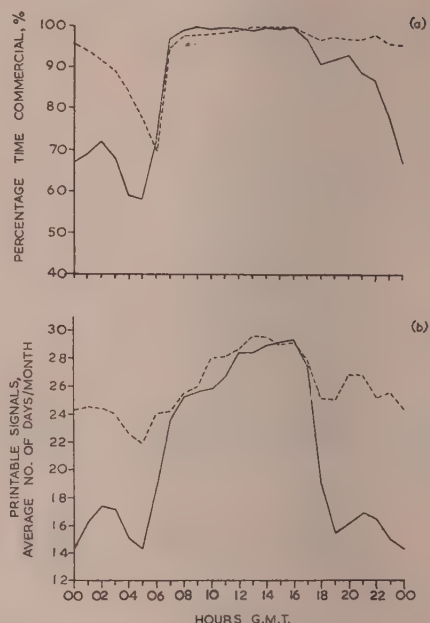 PERCENTAGE TIME COMMERCIAL, %
100
90
80
70
60
50
40
(a)
PRINTABLE SIGNALS,
AVERAGE NO. OF DAYS/MONTH
30
28
26
24
22
20
18
16
14
12
(b)
00 02 04 06 08 10 12 14 16 18 20 22 00
HOURS G.M.T.